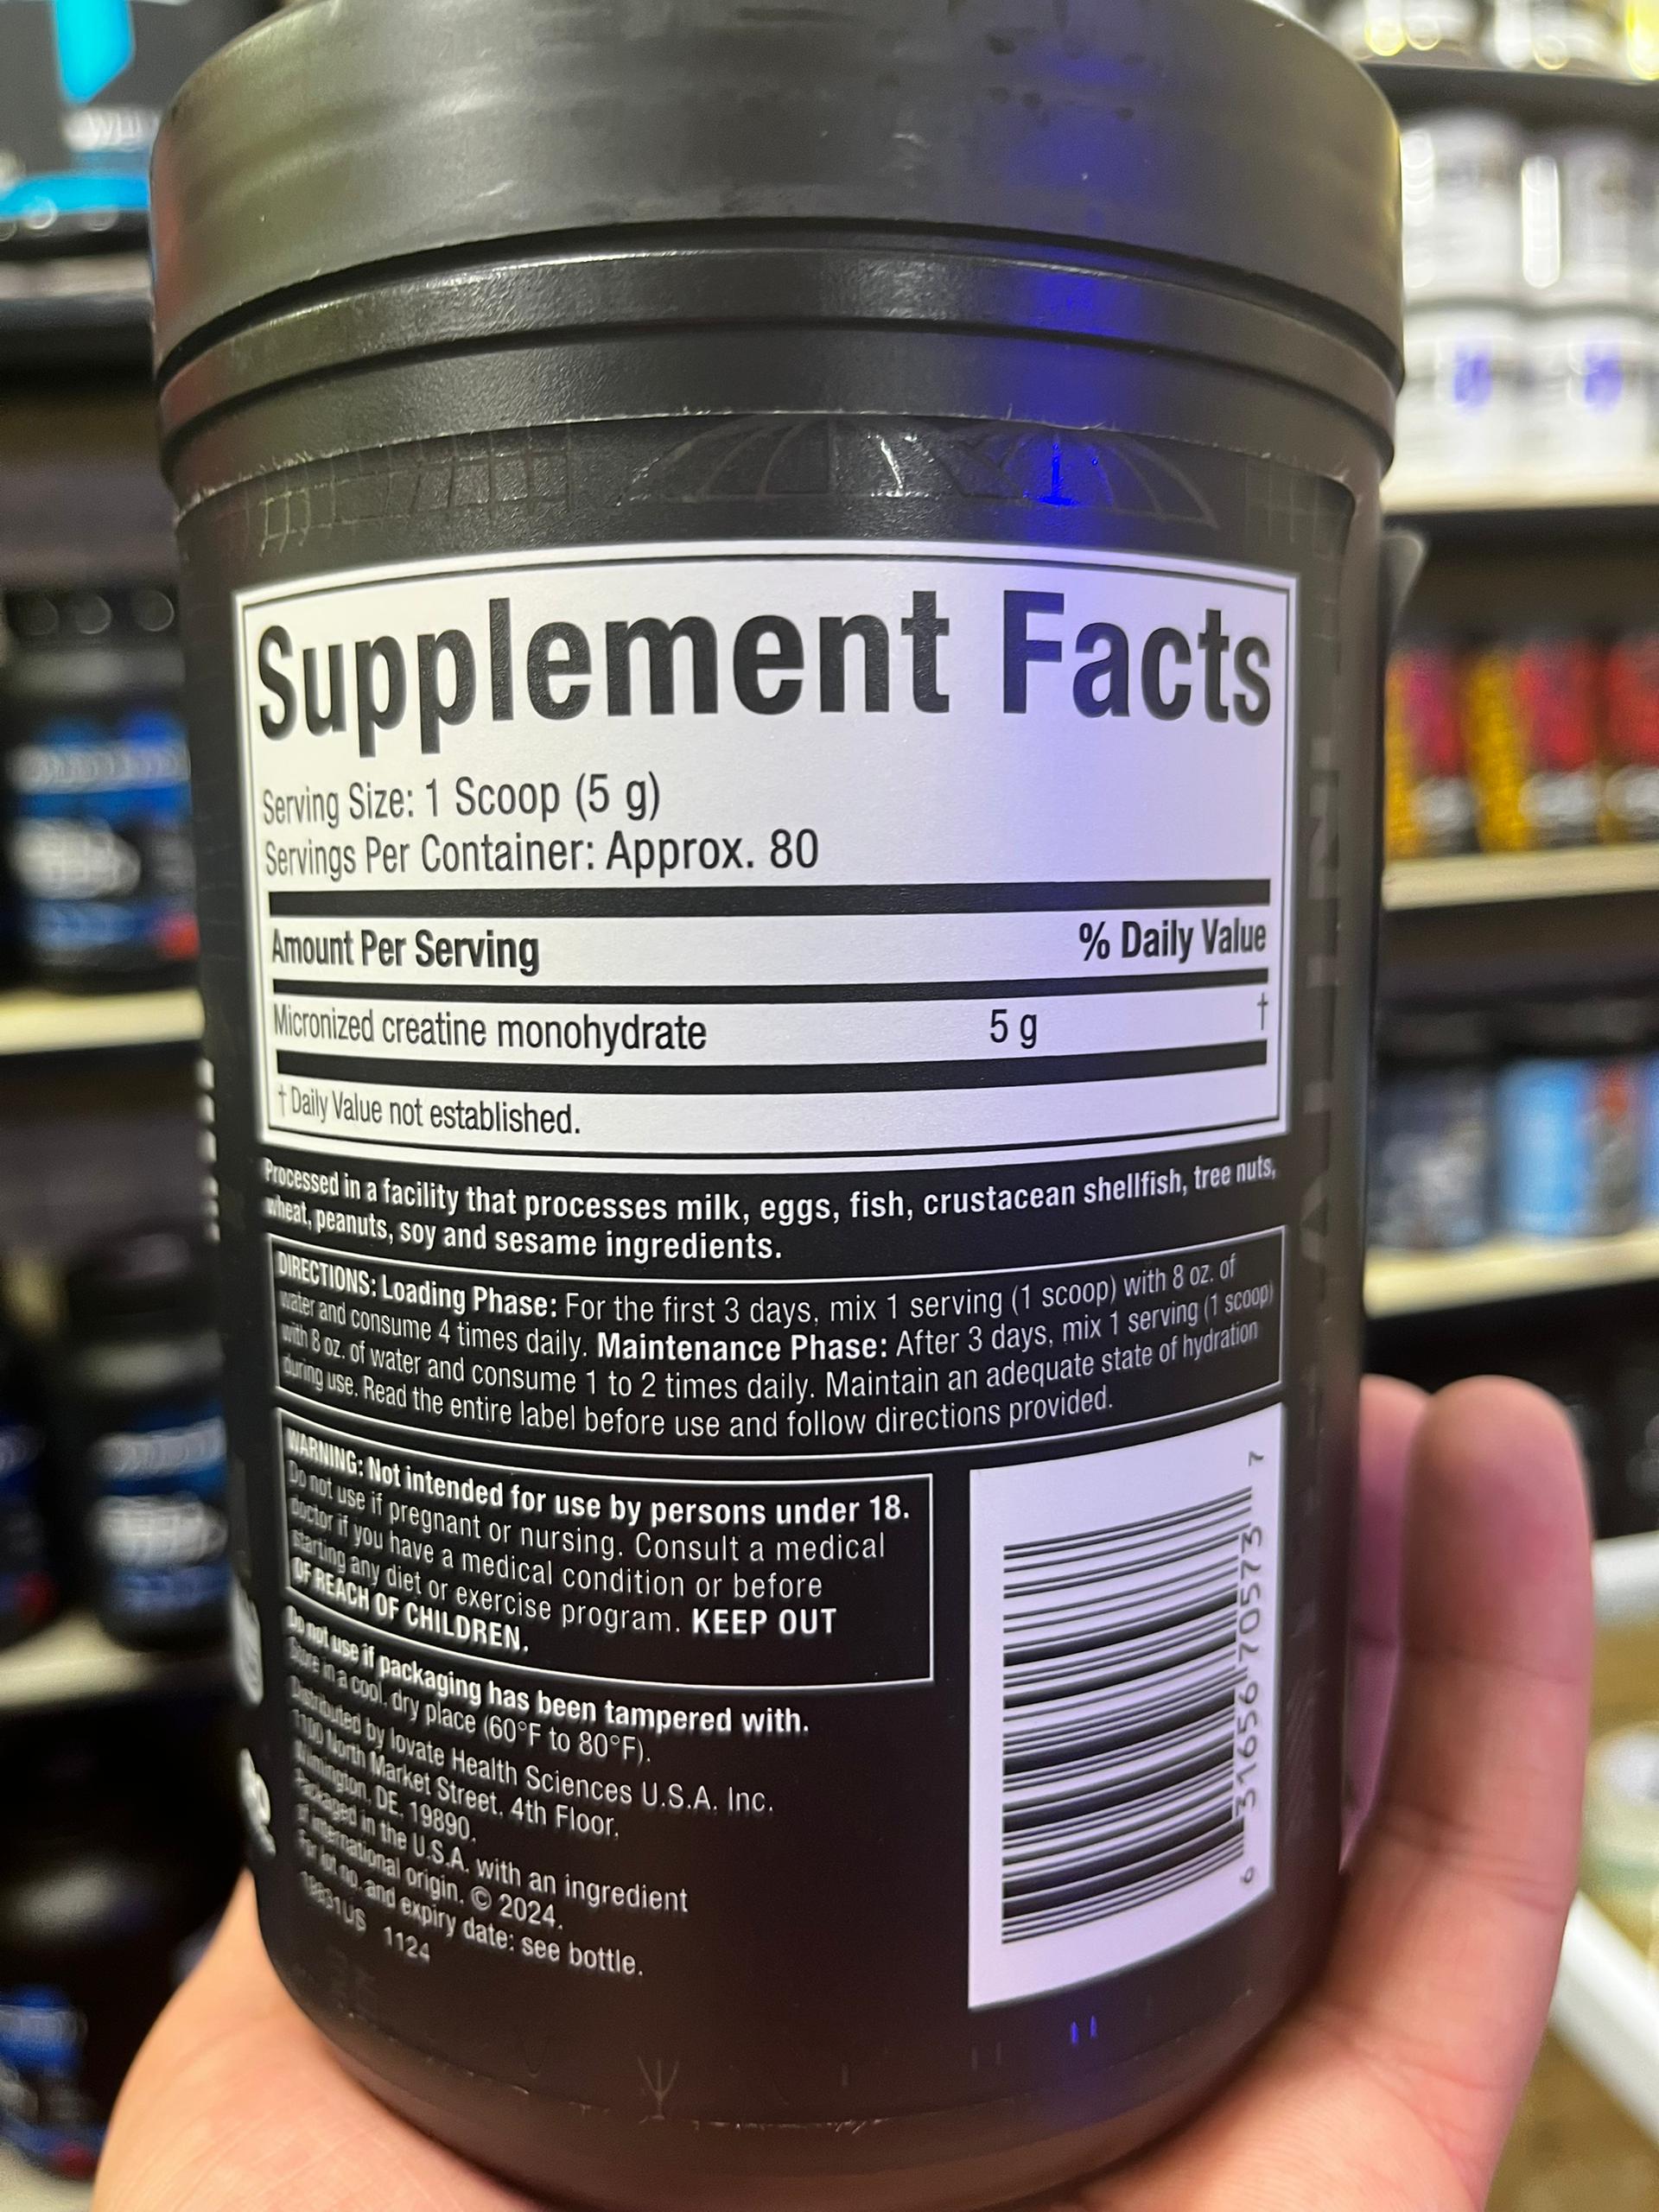 Supplement Facts
Serving Size: 1 Scoop (5 g)
Servings Per Container: Approx. 80
Amount Per Serving % Daily Value
Micronized creatine monohydrate 5 g †
† Daily Value not established.
Processed in a facility that processes milk, eggs, fish, crustacean shellfish, tree nuts,
wheat, peanuts, soy and sesame ingredients.
DIRECTIONS: Loading Phase: For the first 3 days, mix 1 serving (1 scoop) with 8 oz. of
water and consume 4 times daily. Maintenance Phase: After 3 days, mix 1 serving (1 scoop)
with 8 oz. of water and consume 1 to 2 times daily. Maintain an adequate state of hydration
during use. Read the entire label before use and follow directions provided.
WARNING: Not intended for use by persons under 18.
Do not use if pregnant or nursing. Consult a medical
doctor if you have a medical condition or before
starting any diet or exercise program. KEEP OUT
OF REACH OF CHILDREN.
Do not use if packaging has been tampered with.
Store in a cool, dry place (60°F to 80°F).
Distributed by Iovate Health Sciences U.S.A. Inc.
1100 North Market Street, 4th Floor,
Wilmington, DE, 19890.
Packaged in the U.S.A. with an ingredient
of international origin. © 2024.
For lot no. and expiry date: see bottle.
1124
6 31656 70573 7